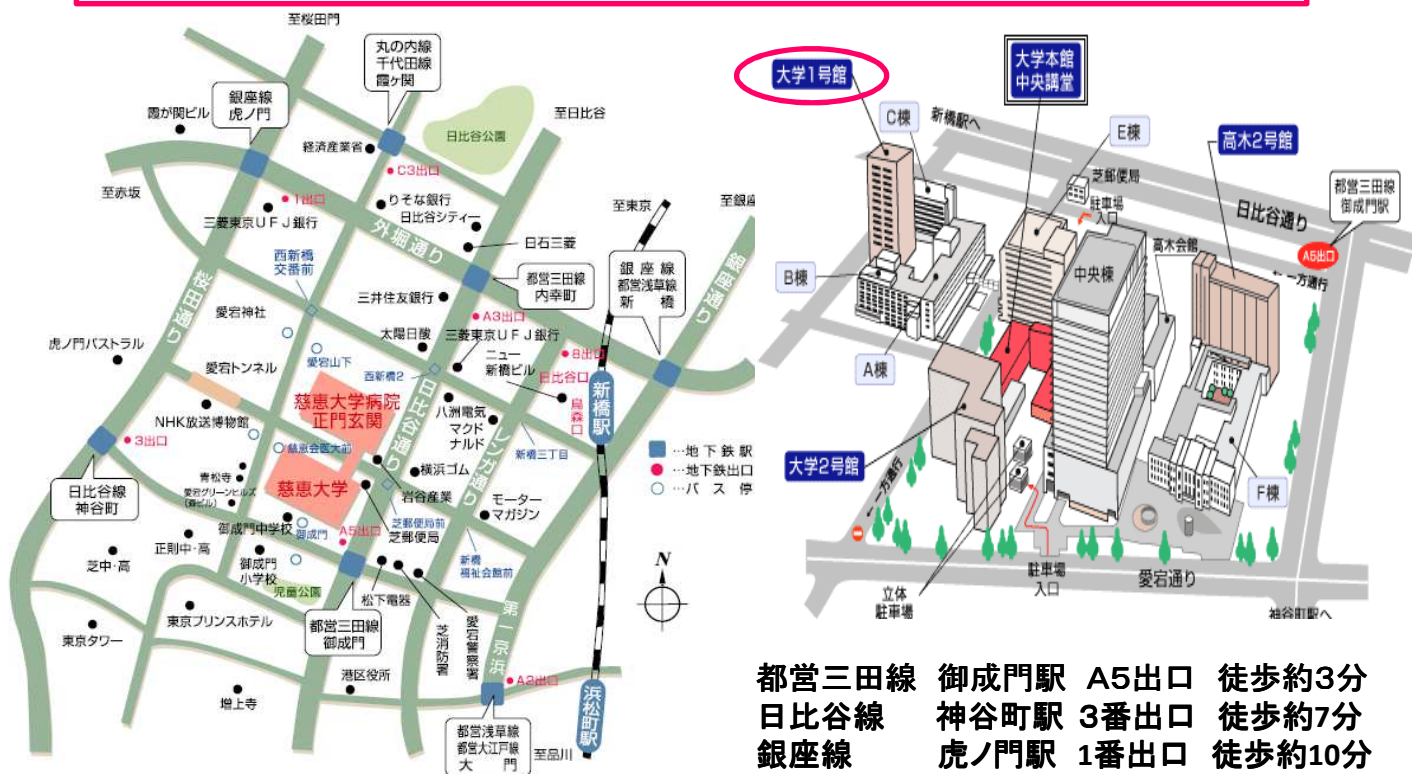 至桜田門
丸の内線
千代田線
霞ヶ関
銀座線
虎ノ門
霞が関ビル
経済産業省
日比谷公園
至日比谷
C3出口
至赤坂
1出口
三菱東京UFJ銀行
りそな銀行
日比谷シティー
外堀通り
日石三菱
至東京
至銀座
西新橋
交番前
桜田通り
三井住友銀行
都営三田線
内幸町
銀座線
都営浅草線
新橋
銀座通り
愛宕神社
A3出口
太陽日酸
三菱東京UFJ銀行
虎ノ門パストラル
愛宕トンネル
愛宕山下
西新橋2
ニュー
新橋ビル
8出口
日比谷口
烏森口
新橋駅
慈恵大学病院
正門玄関
日比谷通り
八洲電気
マクド
ナルド
レンガ通り
NHK放送博物館
慈恵会医大前
新橋三丁目
3出口
日比谷線
神谷町
青松寺
愛宕グリーンヒルズ
(森ビル)
慈恵大学
横浜ゴム
岩谷産業
モーター
マガジン
…地下鉄駅
…地下鉄出口
…バス停
御成門中学校
御成門
A5出口
芝郵便局前
芝郵便局
正則中・高
芝中・高
御成門
小学校
児童公園
新橋
福祉会館前
N
松下電器
東京プリンスホテル
東京タワー
都営三田線
御成門
芝消防署
愛宕警察署
第一京浜
港区役所
増上寺
A2出口
都営浅草線
都営大江戸線
大門
至品川
浜松町駅
大学1号館
大学本館
中央講堂
C棟
新橋駅へ
E棟
高木2号館
芝郵便局
駐車場
入口
日比谷通り
都営三田線
御成門駅
A5出口
高木会館
一方通行
B棟
中央棟
A棟
大学2号館
F棟
一方通行
立体
駐車場
駐車場
入口
愛宕通り
神谷町駅へ
都営三田線 御成門駅 A5出口 徒歩約3分
日比谷線 神谷町駅 3番出口 徒歩約7分
銀座線 虎ノ門駅 1番出口 徒歩約10分